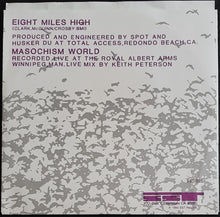 EIGHT MILES HIGH
(CLARK, McGUINN, CROSBY BMI)
PRODUCED AND ENGINEERED BY SPOT AND
HUSKER DU AT TOTAL ACCESS, REDONDO BEACH, CA.
MASOCHISM WORLD
RECORDED LIVE AT THE ROYAL ALBERT ARMS
WINNIPEG, MAN. LIVE MIX BY KEITH PETERSON
SST